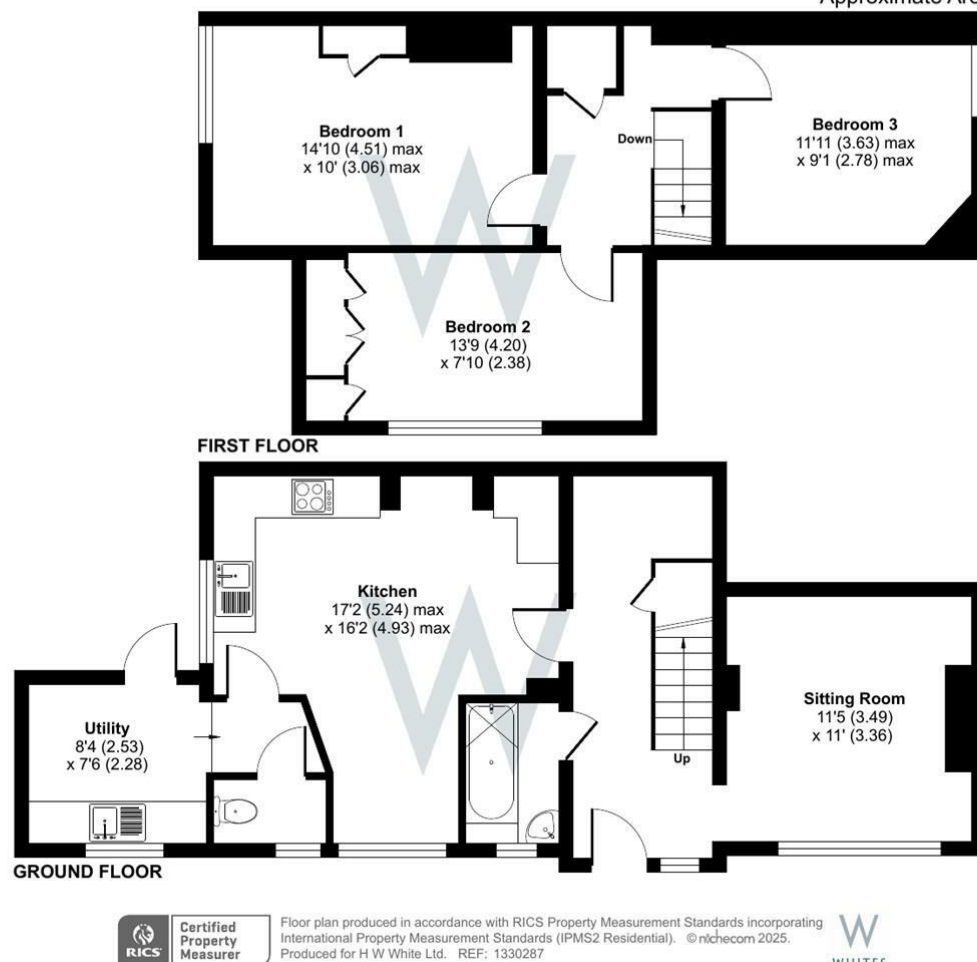 Approximate Are
Bedroom 1
14'10 (4.51) max
x 10' (3.06) max
Down
Bedroom 3
11'11 (3.63) max
x 9'1 (2.78) max
Bedroom 2
13'9 (4.20)
x 7'10 (2.38)
FIRST FLOOR
Kitchen
17'2 (5.24) max
x 16'2 (4.93) max
Utility
8'4 (2.53)
x 7'6 (2.28)
Up
Sitting Room
11'5 (3.49)
x 11' (3.36)
GROUND FLOOR
RICS
Certified
Property
Measurer
Floor plan produced in accordance with RICS Property Measurement Standards incorporating
International Property Measurement Standards (IPMS2 Residential). © nichecom 2025.
Produced for H W White Ltd. REF: 1330287
W
WHITES